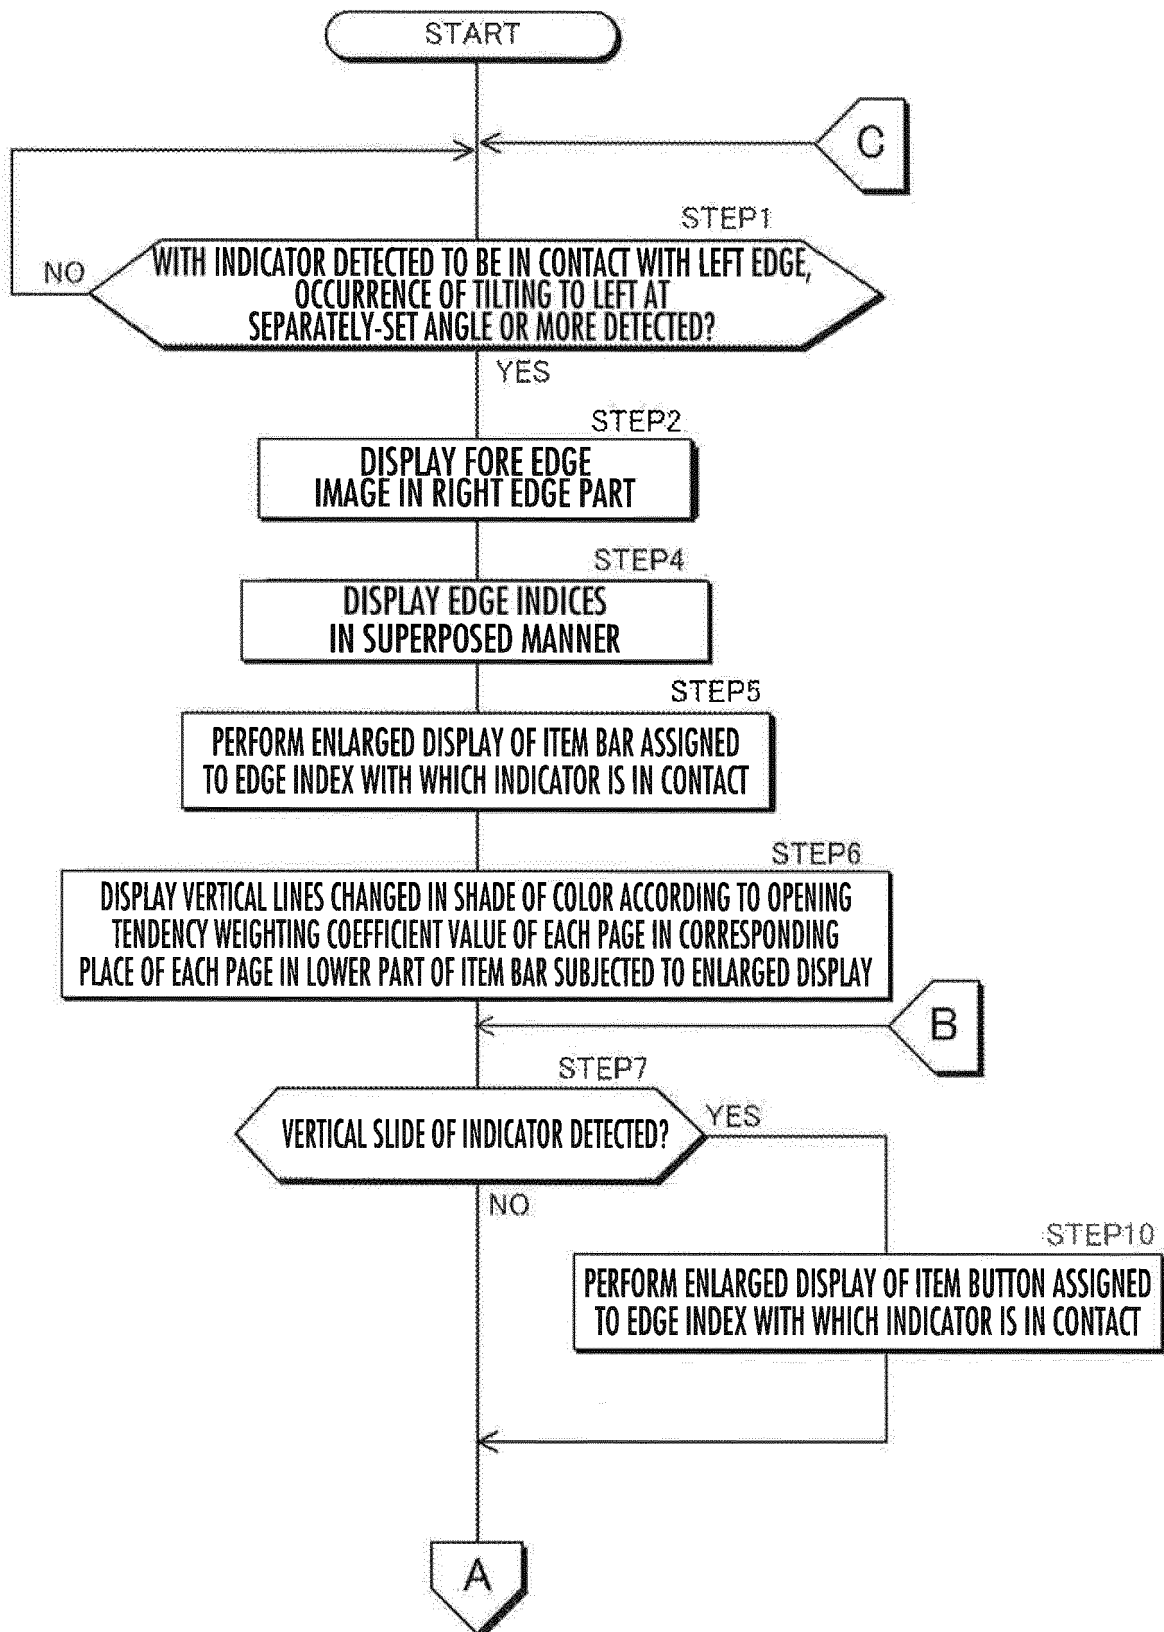 START
C
STEP1
WITH INDICATOR DETECTED TO BE IN CONTACT WITH LEFT EDGE,
OCCURRENCE OF TILTING TO LEFT AT
SEPARATELY-SET ANGLE OR MORE DETECTED?
NO
YES
STEP2
DISPLAY FORE EDGE
IMAGE IN RIGHT EDGE PART
STEP4
DISPLAY EDGE INDICES
IN SUPERPOSED MANNER
STEP5
PERFORM ENLARGED DISPLAY OF ITEM BAR ASSIGNED
TO EDGE INDEX WITH WHICH INDICATOR IS IN CONTACT
STEP6
DISPLAY VERTICAL LINES CHANGED IN SHADE OF COLOR ACCORDING TO OPENING
TENDENCY WEIGHTING COEFFICIENT VALUE OF EACH PAGE IN CORRESPONDING
PLACE OF EACH PAGE IN LOWER PART OF ITEM BAR SUBJECTED TO ENLARGED DISPLAY
B
STEP7
VERTICAL SLIDE OF INDICATOR DETECTED?
YES
NO
STEP10
PERFORM ENLARGED DISPLAY OF ITEM BUTTON ASSIGNED
TO EDGE INDEX WITH WHICH INDICATOR IS IN CONTACT
A